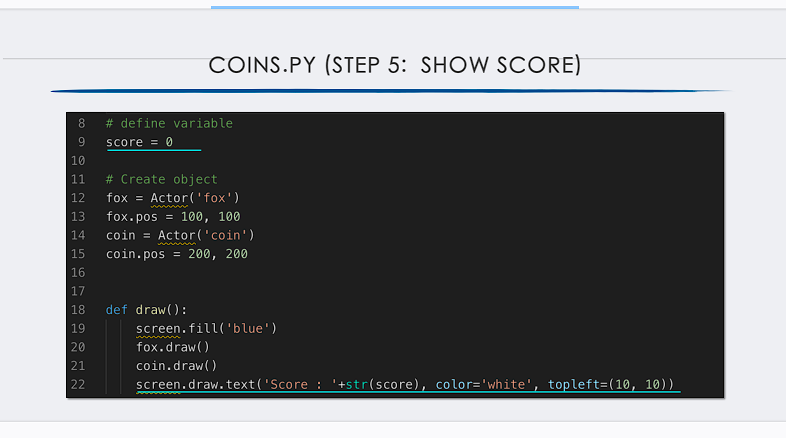 COINS.PY (STEP 5:  SHOW SCORE)
8 # define variable
9 score = 0
10
11 # Create object
12 fox = Actor('fox')
13 fox.pos = 100, 100
14 coin = Actor('coin')
15 coin.pos = 200, 200
16
17
18 def draw():
19     screen.fill('blue')
20     fox.draw()
21     coin.draw()
22     screen.draw.text('Score : '+str(score), color='white', topleft=(10, 10))